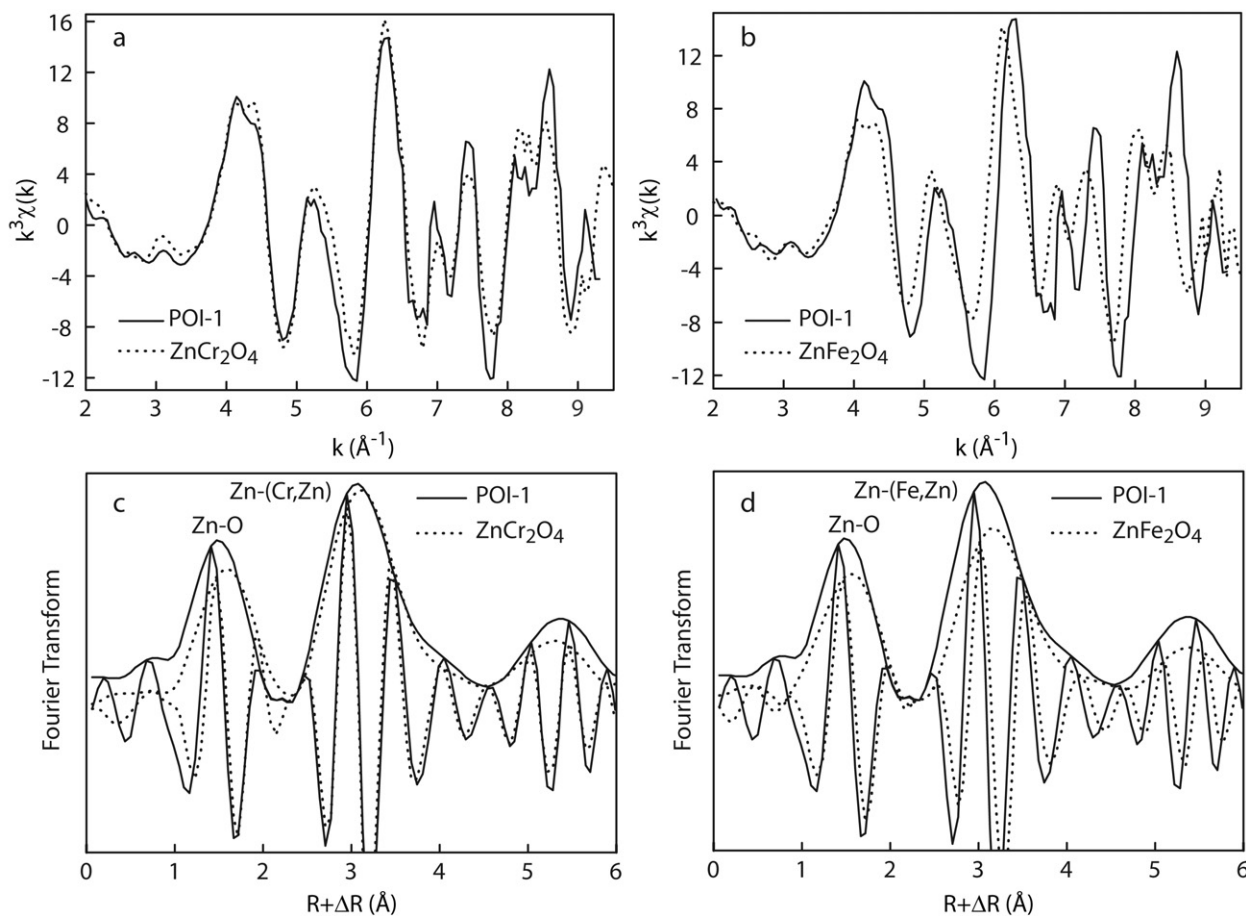 a
16
12
8
4
0
-4
-8
-12
k³χ(k)
POI-1
ZnCr₂O₄
2 3 4 5 6 7 8 9
k (Å⁻¹)
b
16
12
8
4
0
-4
-8
-12
k³χ(k)
POI-1
ZnFe₂O₄
2 3 4 5 6 7 8 9
k (Å⁻¹)
c
Zn-(Cr,Zn)
Zn-O
POI-1
ZnCr₂O₄
Fourier Transform
0 1 2 3 4 5 6
R+ΔR (Å)
d
Zn-(Fe,Zn)
Zn-O
POI-1
ZnFe₂O₄
Fourier Transform
0 1 2 3 4 5 6
R+ΔR (Å)